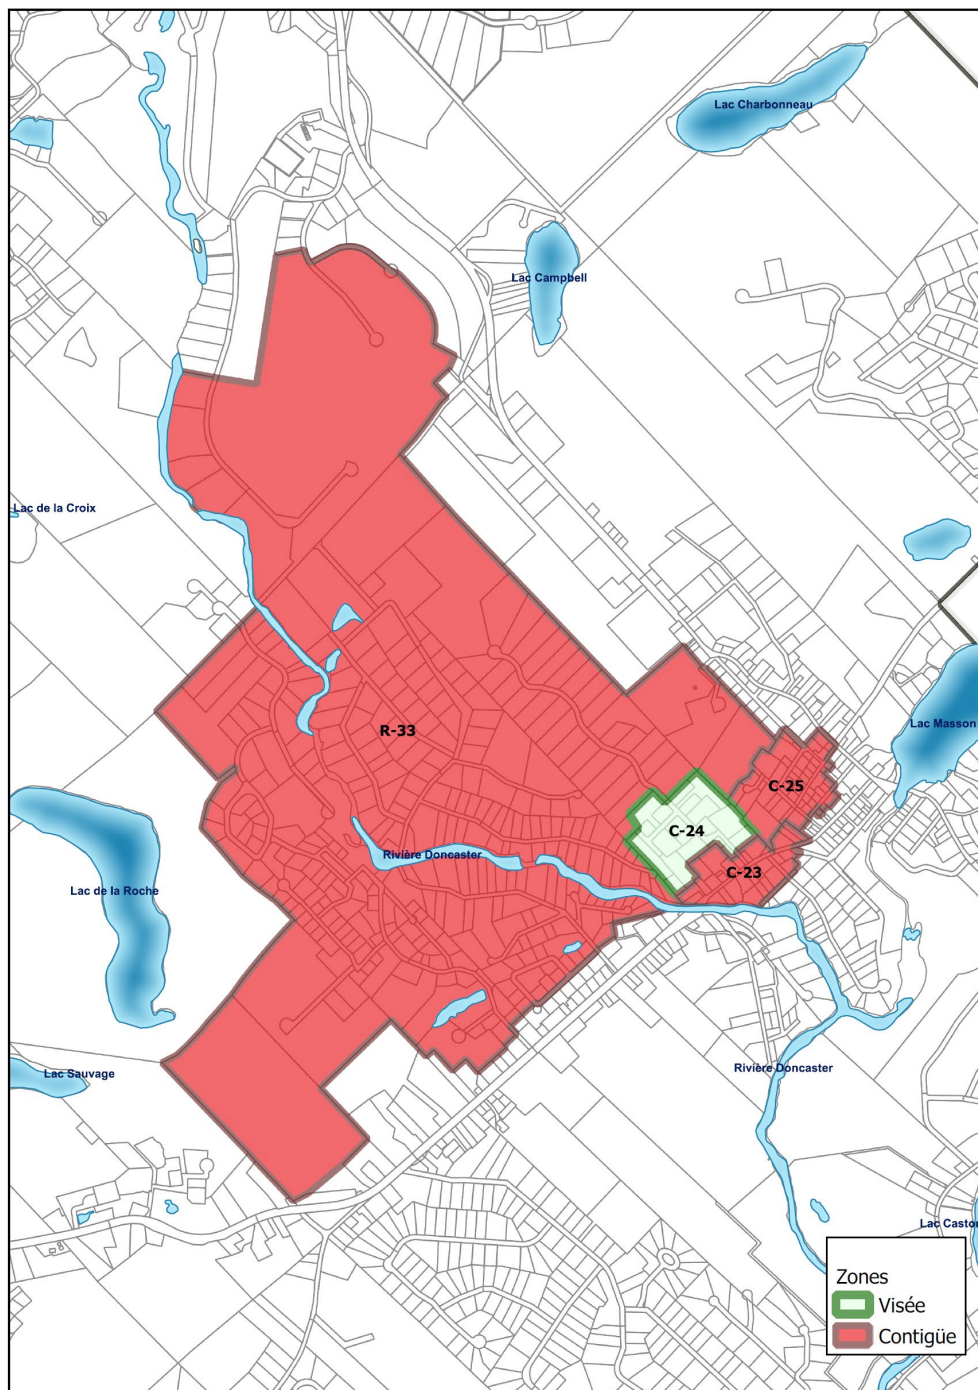 Lac Charbonneau
Lac Campbell
Lac de la Croix
Lac Masson
R-33
C-25
C-24
Rivière Doncaster
C-23
Lac de la Roche
Rivière Doncaster
Lac Sauvage
Lac Castor
Zones
Visée
Contigüe